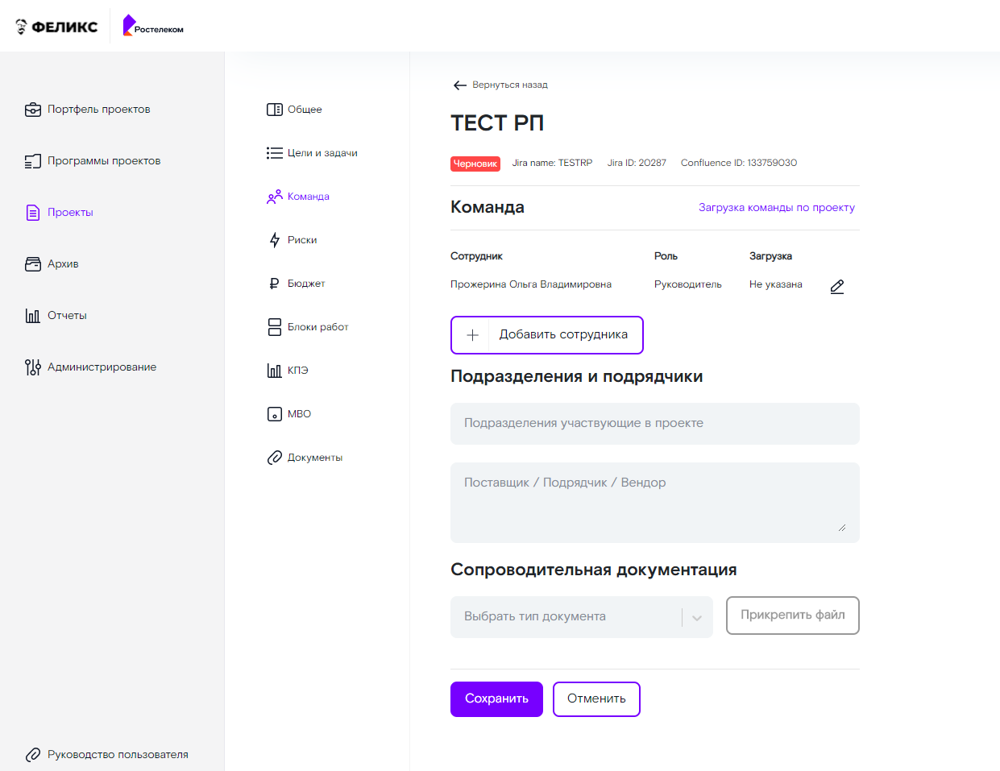 ФЕЛИКС
Ростелеком
Портфель проектов
Программы проектов
Проекты
Архив
Отчеты
Администрирование
Руководство пользователя
Общее
Цели и задачи
Команда
Риски
Бюджет
Блоки работ
КПЭ
МВО
Документы
Вернуться назад
ТЕСТ РП
Черновик Jira name: TESTRP Jira ID: 20287 Confluence ID: 133759030
Команда Загрузка команды по проекту
Сотрудник Роль Загрузка
Прожерина Ольга Владимировна Руководитель Не указана
Добавить сотрудника
Подразделения и подрядчики
Подразделения участвующие в проекте
Поставщик / Подрядчик / Вендор
Сопроводительная документация
Выбрать тип документа Прикрепить файл
Сохранить Отменить